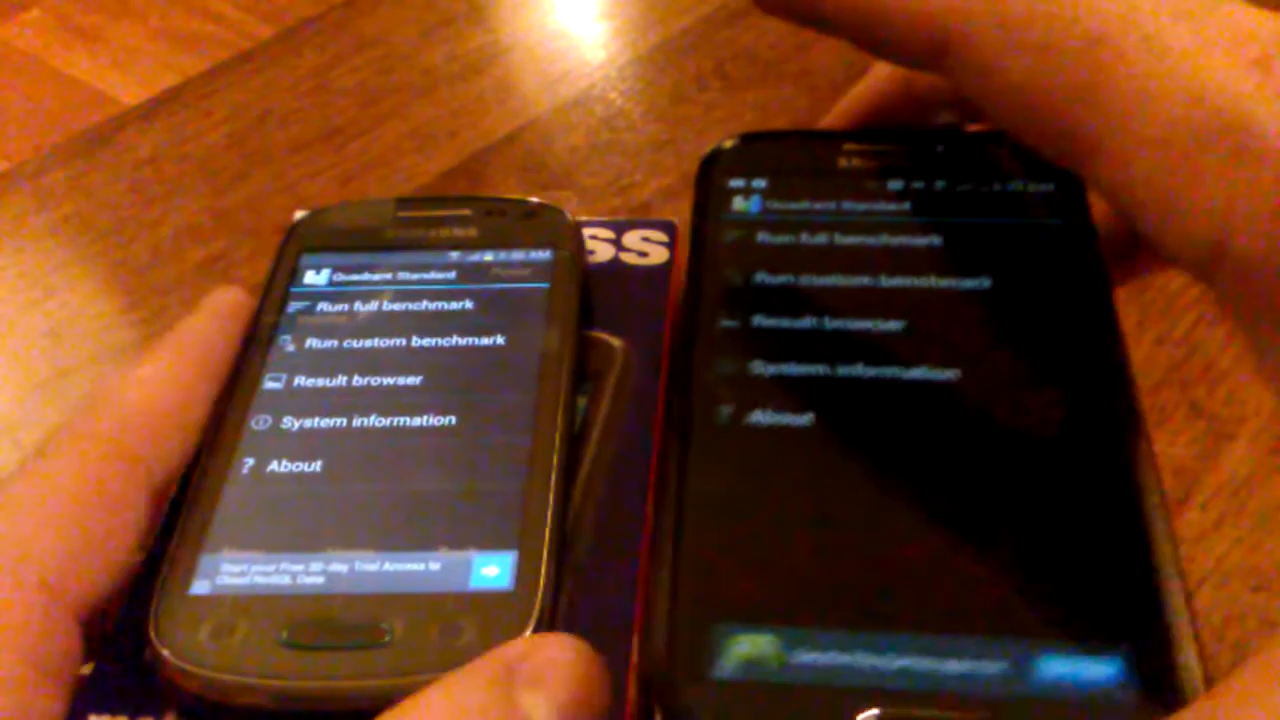 SAMSUNG
Quadrant Standard
Run full benchmark
Run custom benchmark
Result browser
System information
? About
Start your Free 30-day Trial Access to
Cloud NoSQL Data
ss
Quadrant Standard
Run full benchmark
Run custom benchmark
Result browser
System information
? About